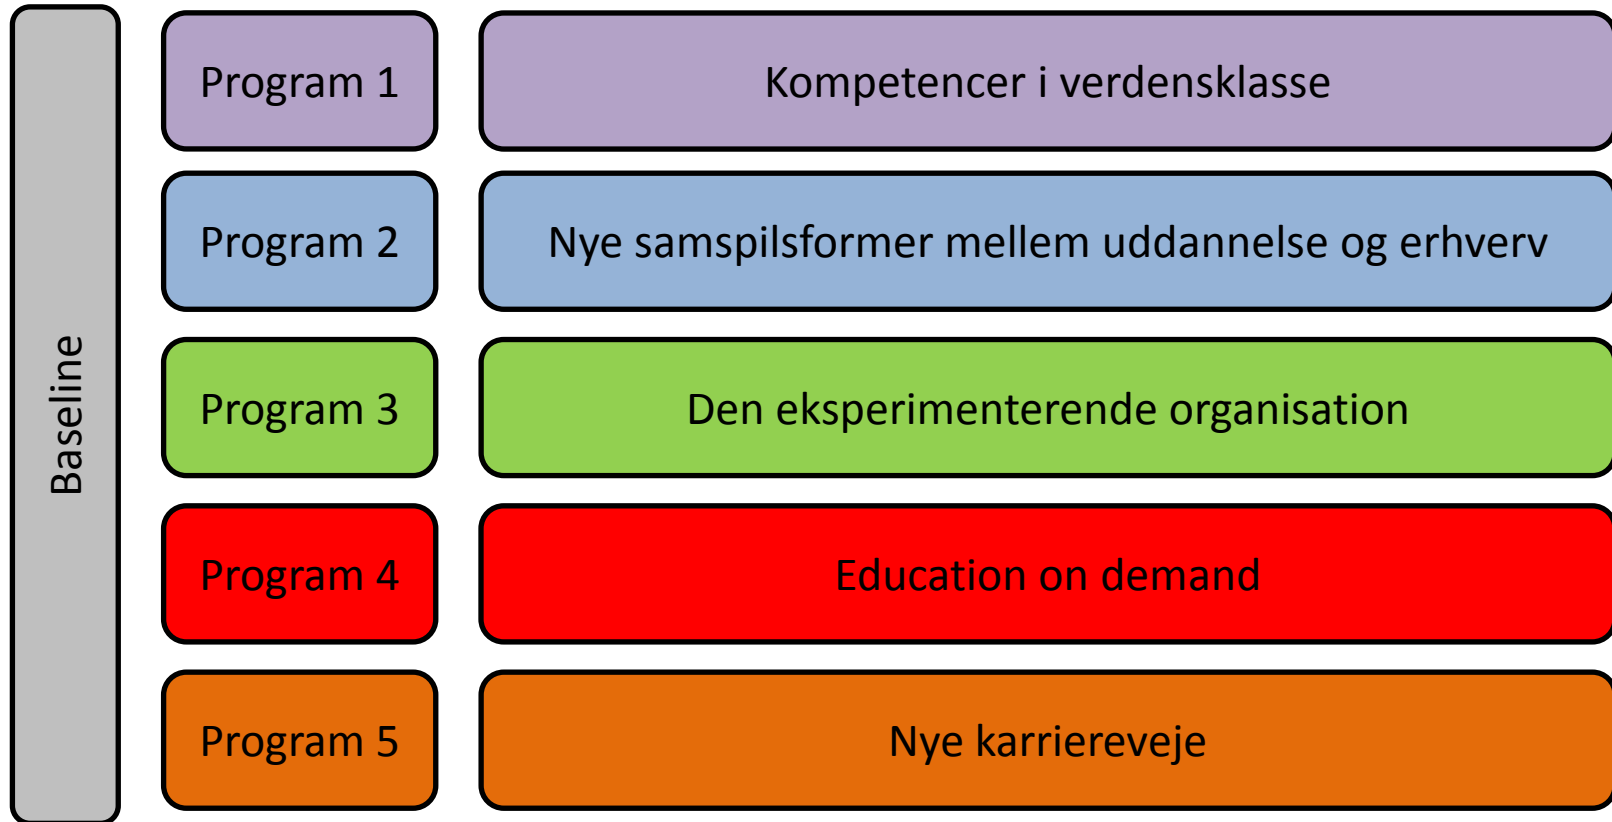 Baseline
Program 1
Kompetencer i verdensklasse
Program 2
Nye samspilsformer mellem uddannelse og erhverv
Program 3
Den eksperimenterende organisation
Program 4
Education on demand
Program 5
Nye karriereveje